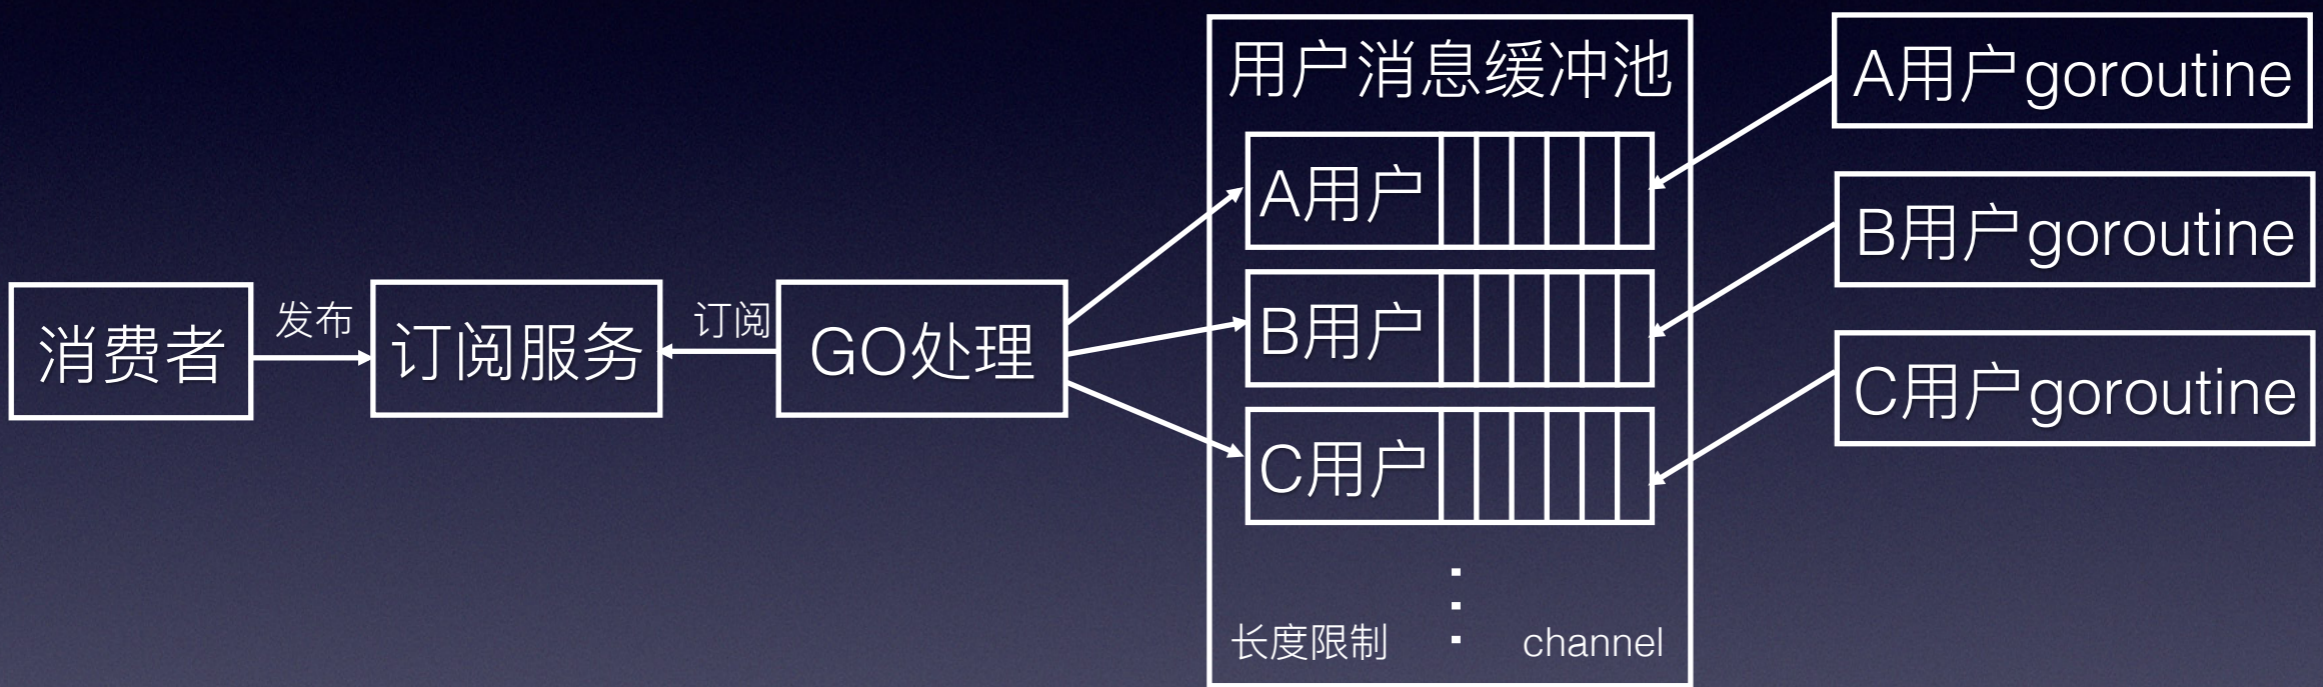 消费者
发布
订阅服务
订阅
GO处理
用户消息缓冲池
A用户
B用户
C用户
长度限制
channel
A用户goroutine
B用户goroutine
C用户goroutine